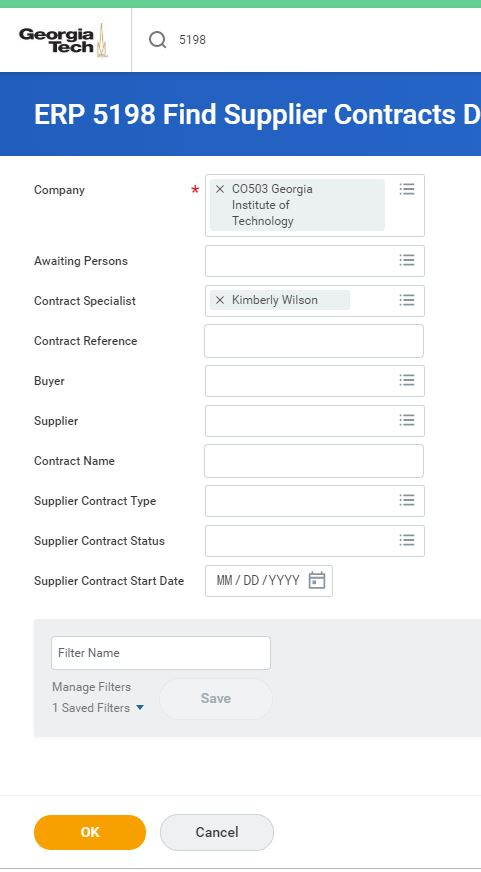 Georgia
Tech
5198
ERP 5198 Find Supplier Contracts D
Company
*
× CO503 Georgia
Institute of
Technology
Awaiting Persons
Contract Specialist
× Kimberly Wilson
Contract Reference
Buyer
Supplier
Contract Name
Supplier Contract Type
Supplier Contract Status
Supplier Contract Start Date
MM / DD / YYYY
Filter Name
Manage Filters
1 Saved Filters
Save
OK
Cancel